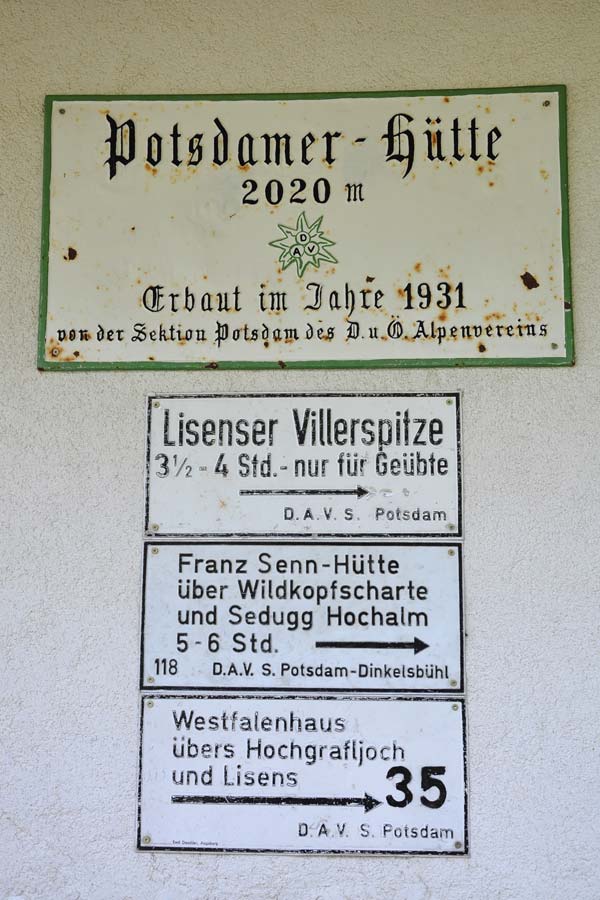 Potsdamer-Hütte
2020 m
D
A V
Erbaut im Jahre 1931
von der Sektion Potsdam des D. u. Ö. Alpenvereins
Lisenser Villerspitze
3½ - 4 Std. - nur für Geübte
D.A.V. S. Potsdam
Franz Senn-Hütte
über Wildkopfscharte
und Sedugg Hochalm
5 - 6 Std.
118 D.A.V. S. Potsdam-Dinkelsbühl
Westfalenhaus
übers Hochgrafljoch
und Lisens
35
D.A.V. S. Potsdam